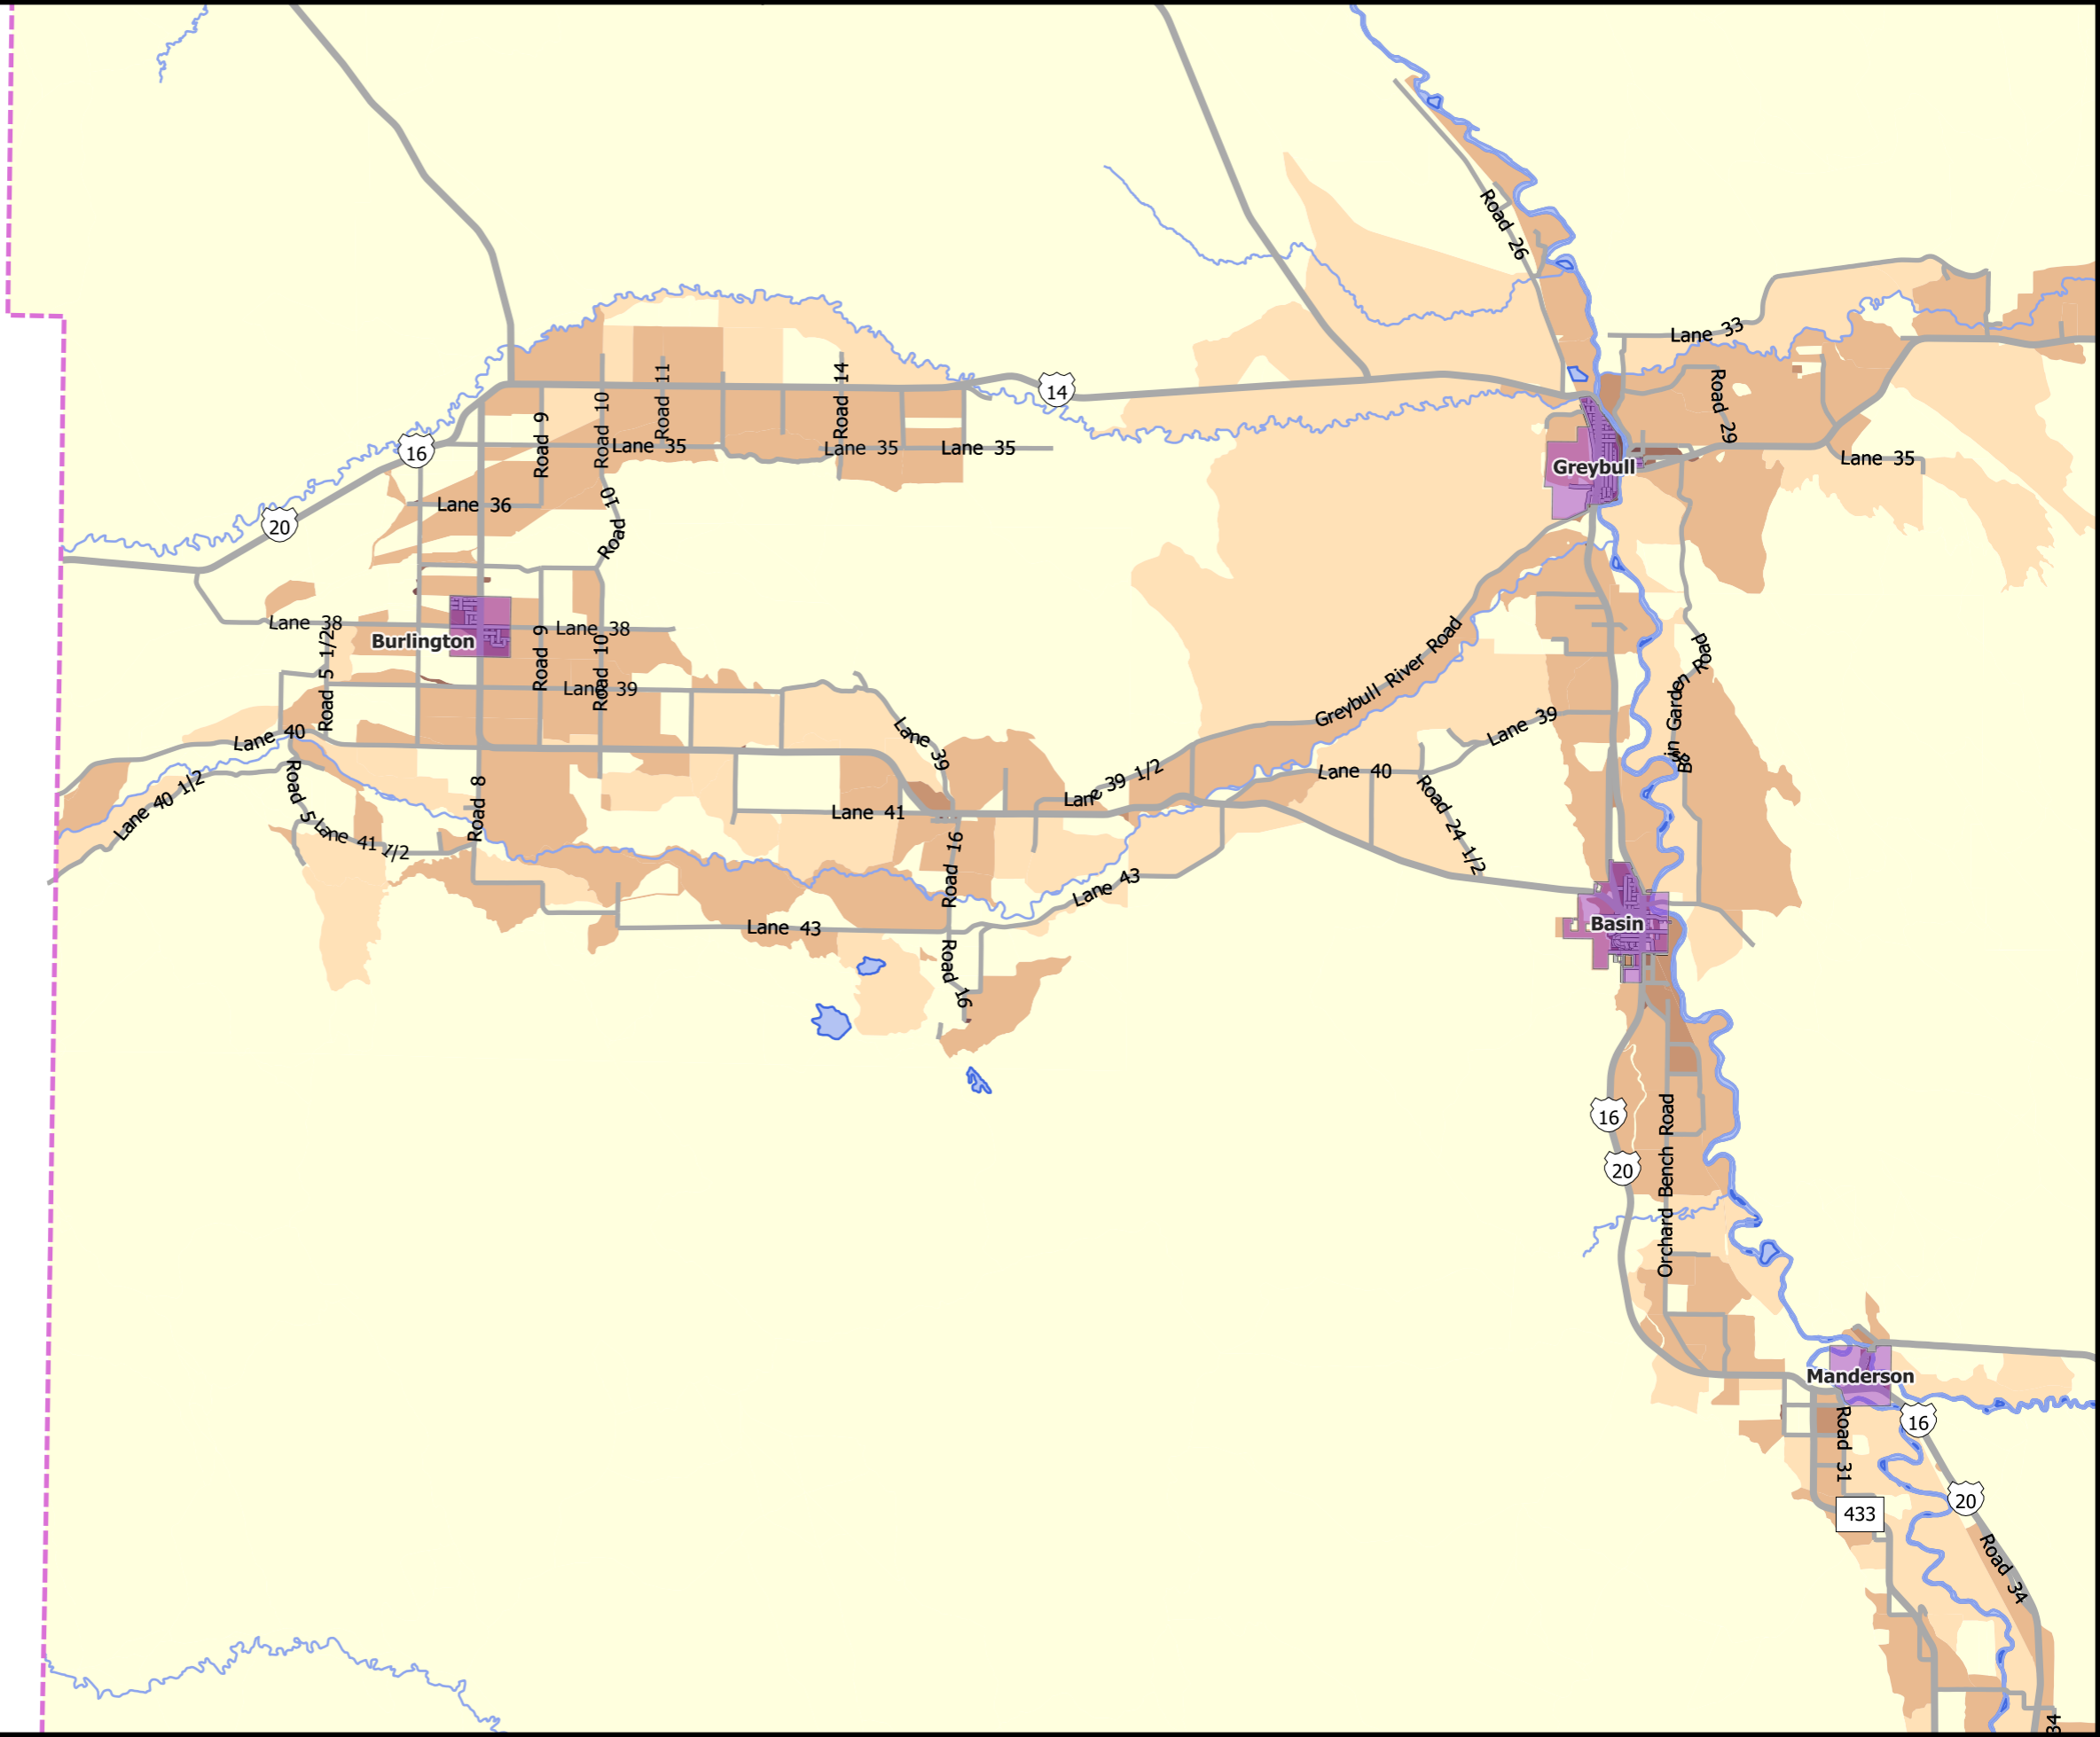 Road 26
Lane 33
14
Road 14
Road 11
Road 10
Road 9
Road 29
Lane 35
Lane 35
Lane 35
Lane 35
16
Greybull
Lane 36
Road 10
20
Lane 38
Burlington
Lane 38
Road 5 1/2
Road 9
Road 10
Lane 39
Greybull River Road
Basin Garden Road
Lane 40
Lane 39
Lane 39
Lane 40 1/2
Road 5
Lane 39 1/2
Lane 40
Road 8
Lane 41
Road 24 1/2
Lane 41 1/2
Road 16
Lane 43
Lane 43
Basin
Road 16
16
20
Orchard Bench Road
Manderson
16
Road 31
20
433
Road 34
34